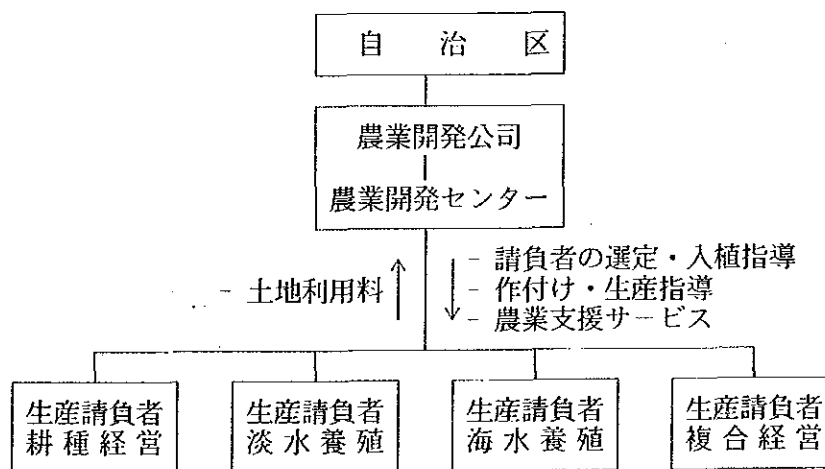 自治区
農業開発公司
農業開発センター
- 土地利用料
- 請負者の選定・入植指導
- 作付け・生産指導
- 農業支援サービス
生産請負者
耕種経営
生産請負者
淡水養殖
生産請負者
海水養殖
生産請負者
複合経営